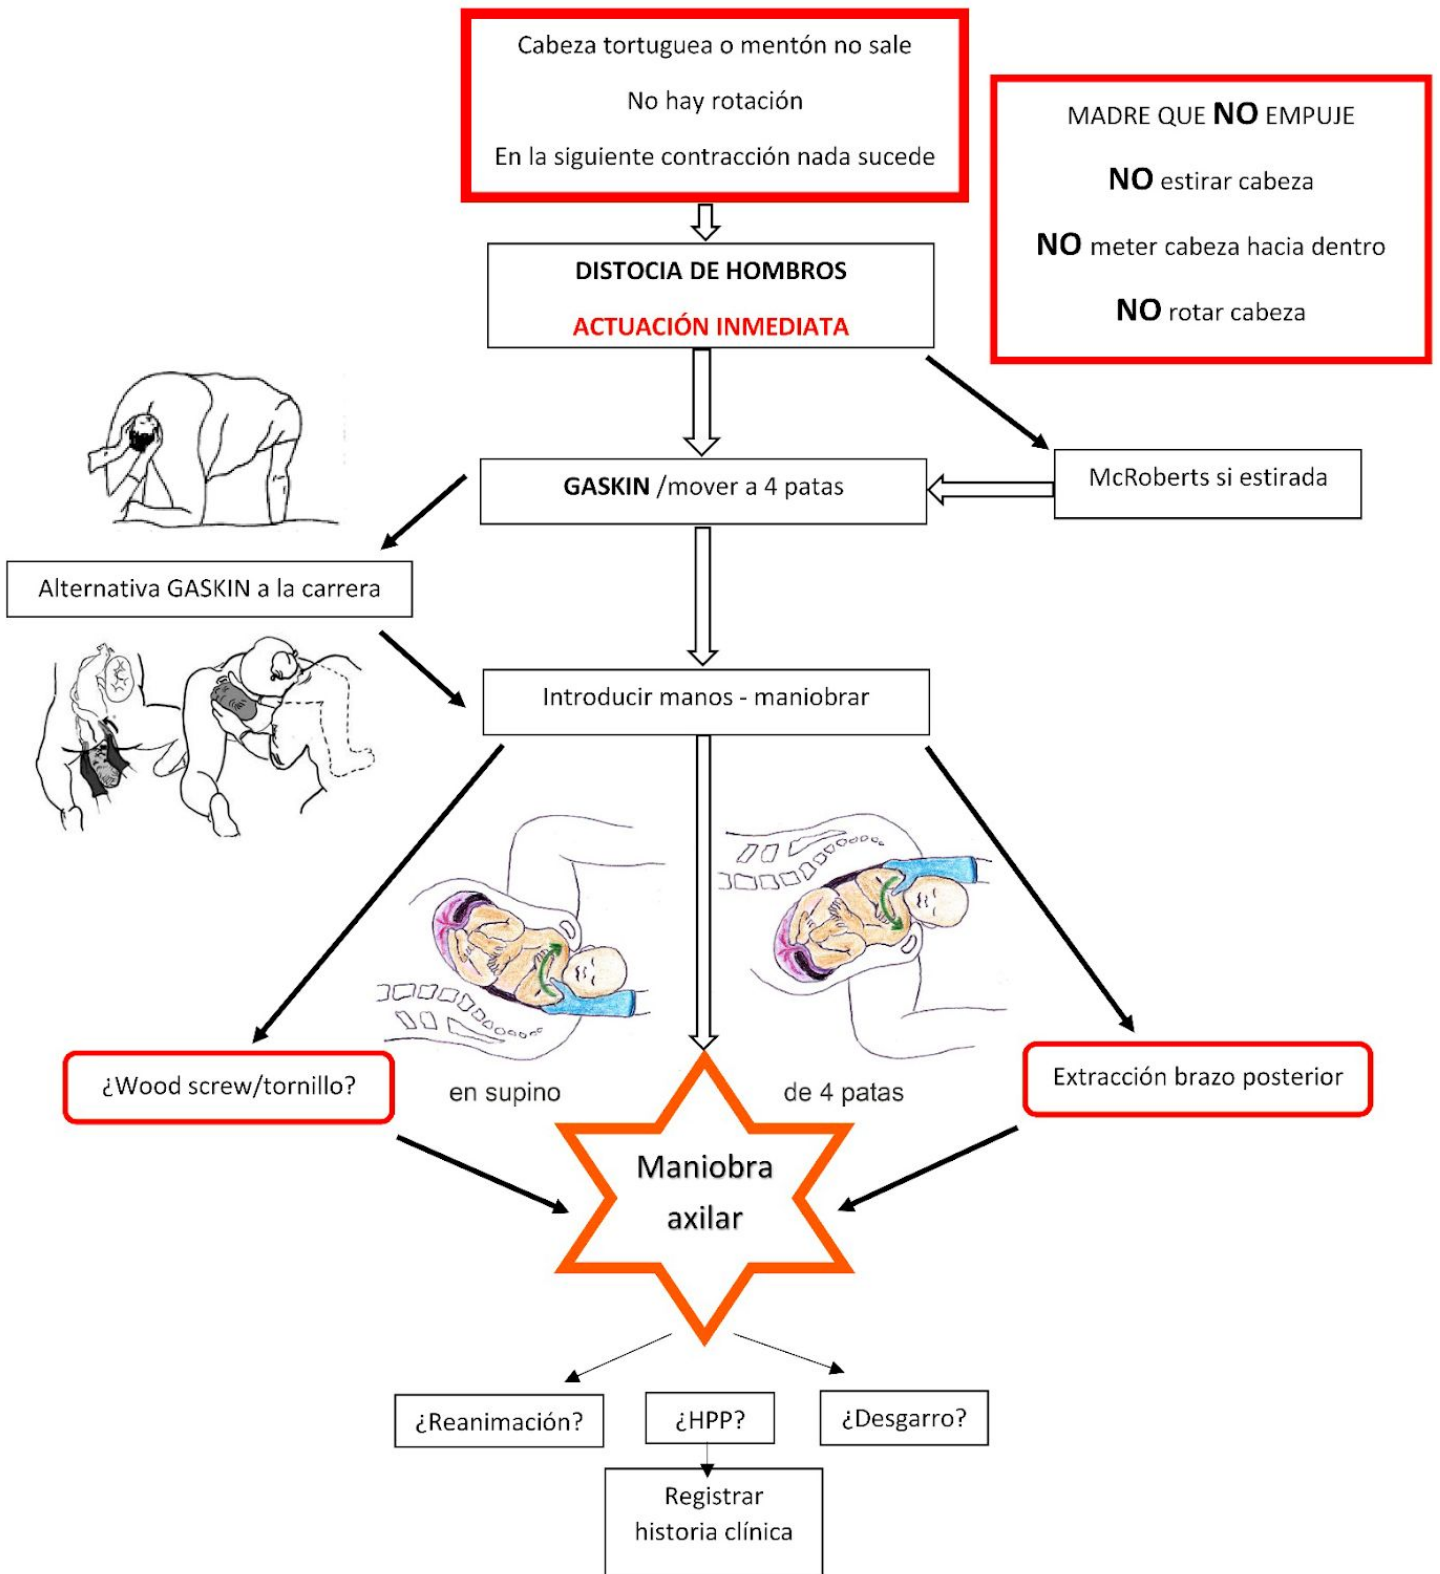 Cabeza tortuguea o mentón no sale
No hay rotación
En la siguiente contracción nada sucede
MADRE QUE NO EMPUJE
NO estirar cabeza
NO meter cabeza hacia dentro
NO rotar cabeza
DISTOCIA DE HOMBROS
ACTUACIÓN INMEDIATA
GASKIN /mover a 4 patas
McRoberts si estirada
Alternativa GASKIN a la carrera
Introducir manos - maniobrar
¿Wood screw/tornillo?
en supino
de 4 patas
Extracción brazo posterior
Maniobra
axilar
¿Reanimación?
¿HPP?
¿Desgarro?
Registrar
historia clínica